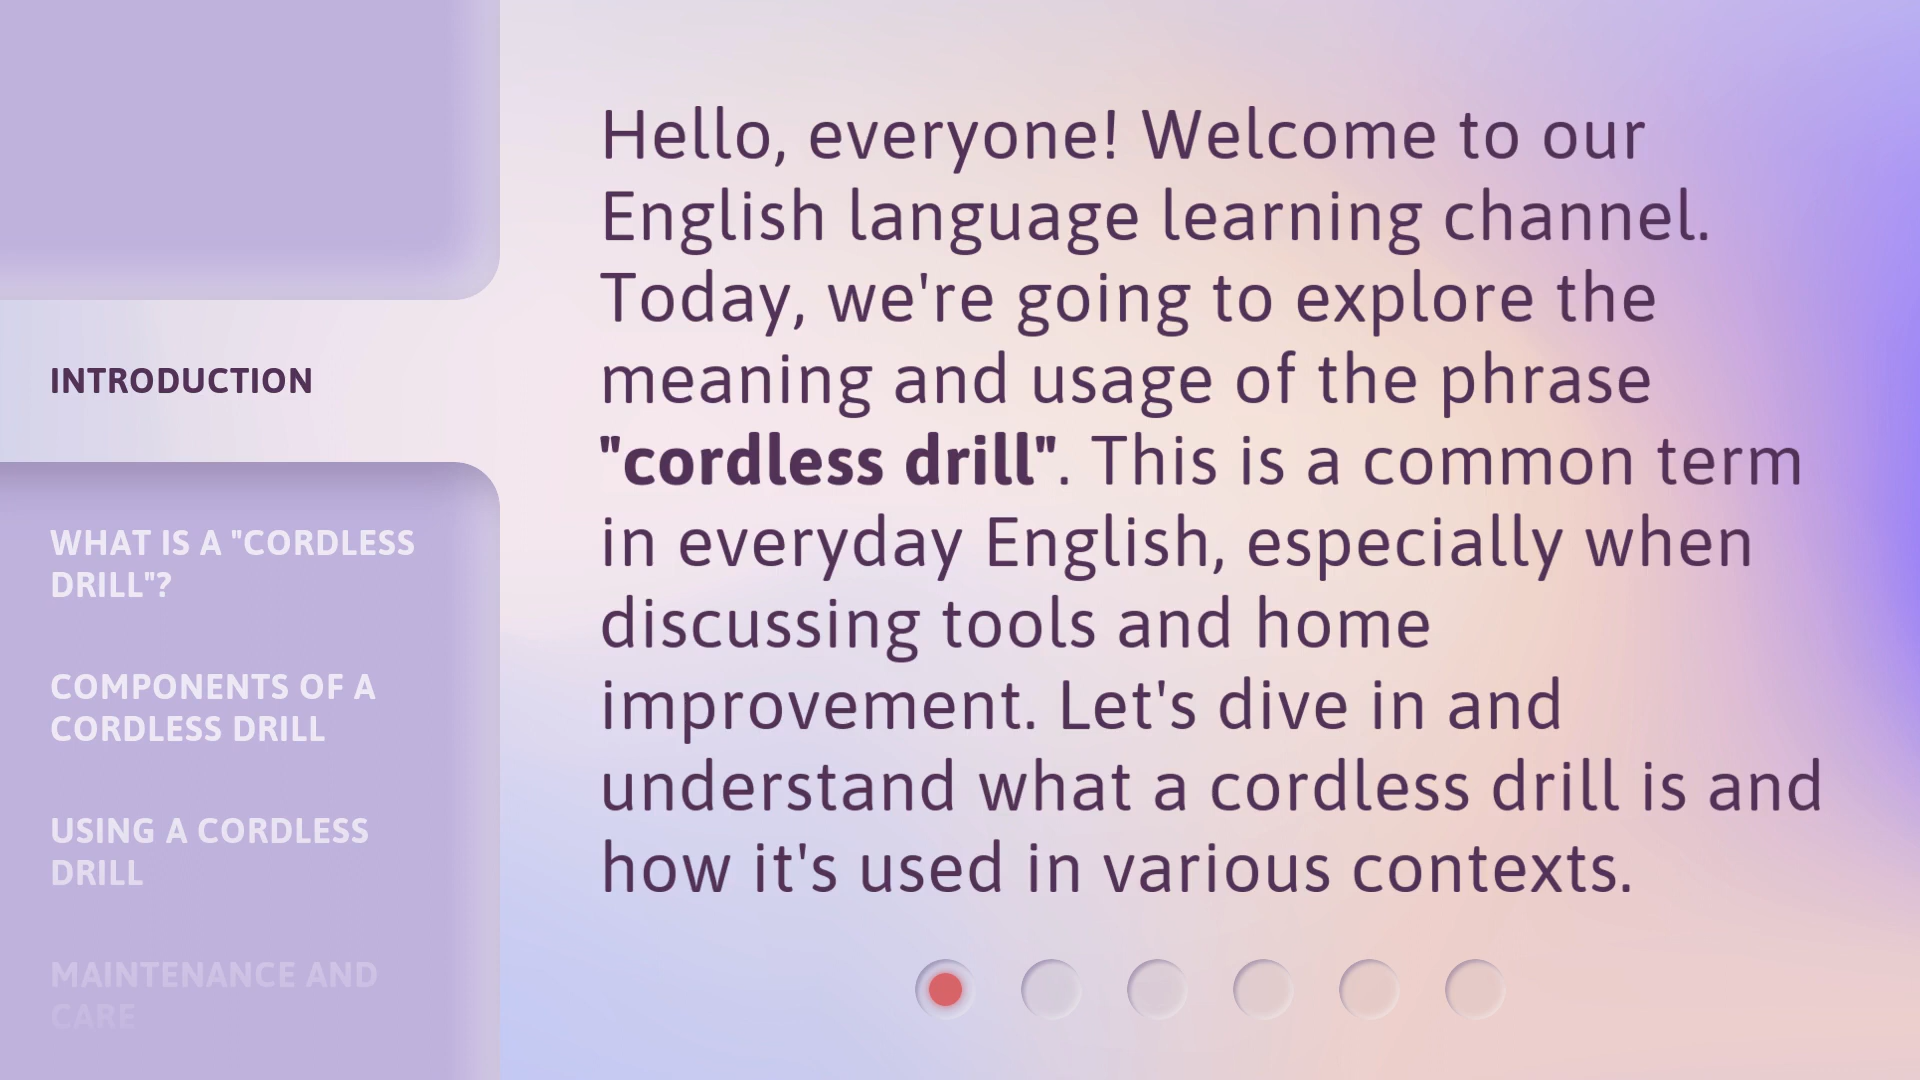 INTRODUCTION
WHAT IS A "CORDLESS
DRILL"?
COMPONENTS OF A
CORDLESS DRILL
USING A CORDLESS
DRILL
MAINTENANCE AND
CARE
Hello, everyone! Welcome to our
English language learning channel.
Today, we're going to explore the
meaning and usage of the phrase
"cordless drill". This is a common term
in everyday English, especially when
discussing tools and home
improvement. Let's dive in and
understand what a cordless drill is and
how it's used in various contexts.